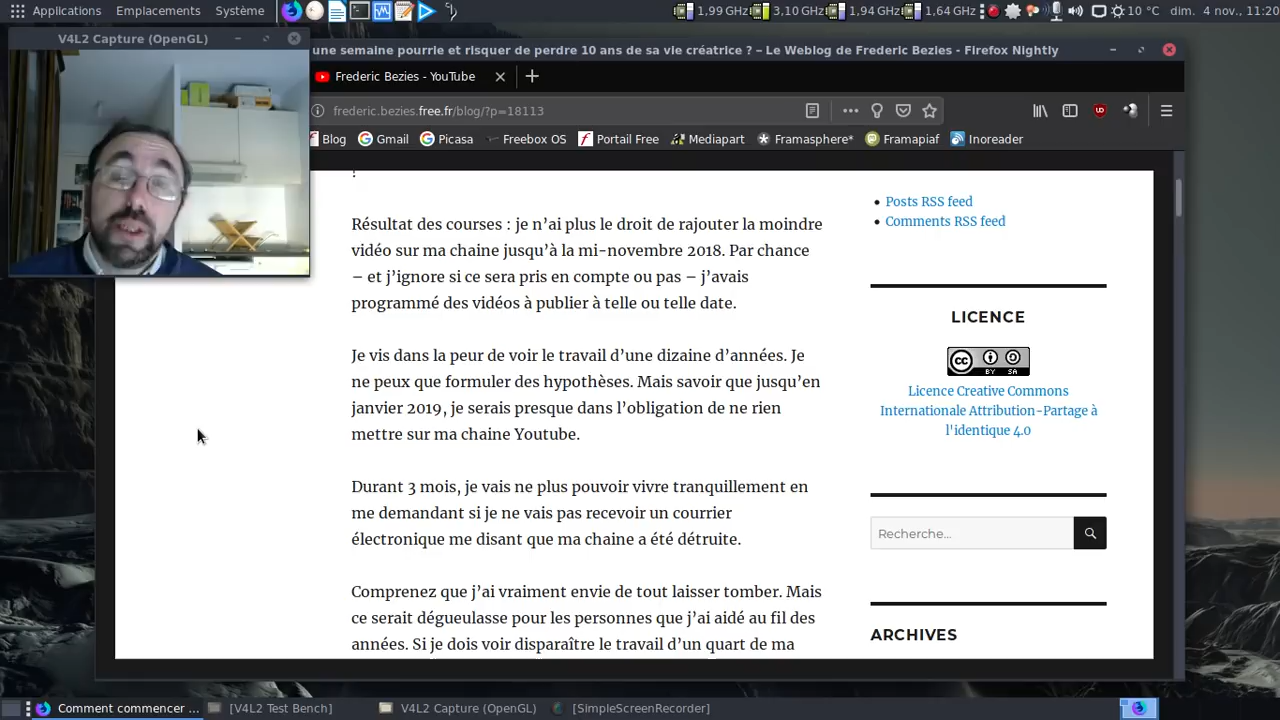 Applications Emplacements Système
1,99 GHz 3,10 GHz 1,94 GHz 1,64 GHz 10 °C dim. 4 nov., 11:20
V4L2 Capture (OpenGL)
une semaine pourrie et risquer de perdre 10 ans de sa vie créatrice ? – Le Weblog de Frederic Bezies - Firefox Nightly
Frederic Bezies - YouTube
frederic.bezies.free.fr/blog/?p=18113
Blog Gmail Picasa Freebox OS Portail Free Mediapart Framasphere* Framapiaf Inoreader
?
Résultat des courses : je n’ai plus le droit de rajouter la moindre
vidéo sur ma chaine jusqu’à la mi-novembre 2018. Par chance
– et j’ignore si ce sera pris en compte ou pas – j’avais
programmé des vidéos à publier à telle ou telle date.
Je vis dans la peur de voir le travail d’une dizaine d’années. Je
ne peux que formuler des hypothèses. Mais savoir que jusqu’en
janvier 2019, je serais presque dans l’obligation de ne rien
mettre sur ma chaine Youtube.
Durant 3 mois, je vais ne plus pouvoir vivre tranquillement en
me demandant si je ne vais pas recevoir un courrier
électronique me disant que ma chaine a été détruite.
Comprenez que j’ai vraiment envie de tout laisser tomber. Mais
ce serait dégueulasse pour les personnes que j’ai aidé au fil des
années. Si je dois voir disparaître le travail d’un quart de ma
Posts RSS feed
Comments RSS feed
LICENCE
CC BY SA
Licence Creative Commons
Internationale Attribution-Partage à
l'identique 4.0
Recherche...
ARCHIVES
Comment commencer ... [V4L2 Test Bench] V4L2 Capture (OpenGL) [SimpleScreenRecorder]